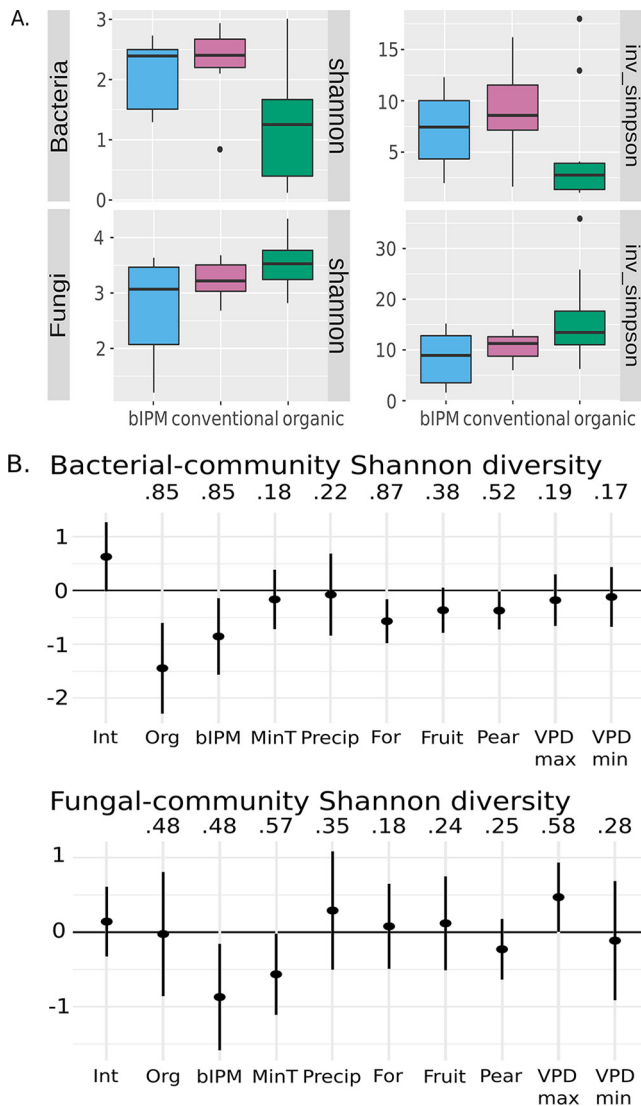 A.
Bacteria
3
2
1
0
shannon
15
10
5
inv_simpson
Fungi
4
3
2
shannon
30
20
10
0
inv_simpson
bIPM conventional organic
bIPM conventional organic
B. Bacterial-community Shannon diversity
.85 .85 .18 .22 .87 .38 .52 .19 .17
1
0
-1
-2
Int Org bIPM MinT Precip For Fruit Pear VPD VPD
max min
Fungal-community Shannon diversity
.48 .48 .57 .35 .18 .24 .25 .58 .28
1
0
-1
Int Org bIPM MinT Precip For Fruit Pear VPD VPD
max min